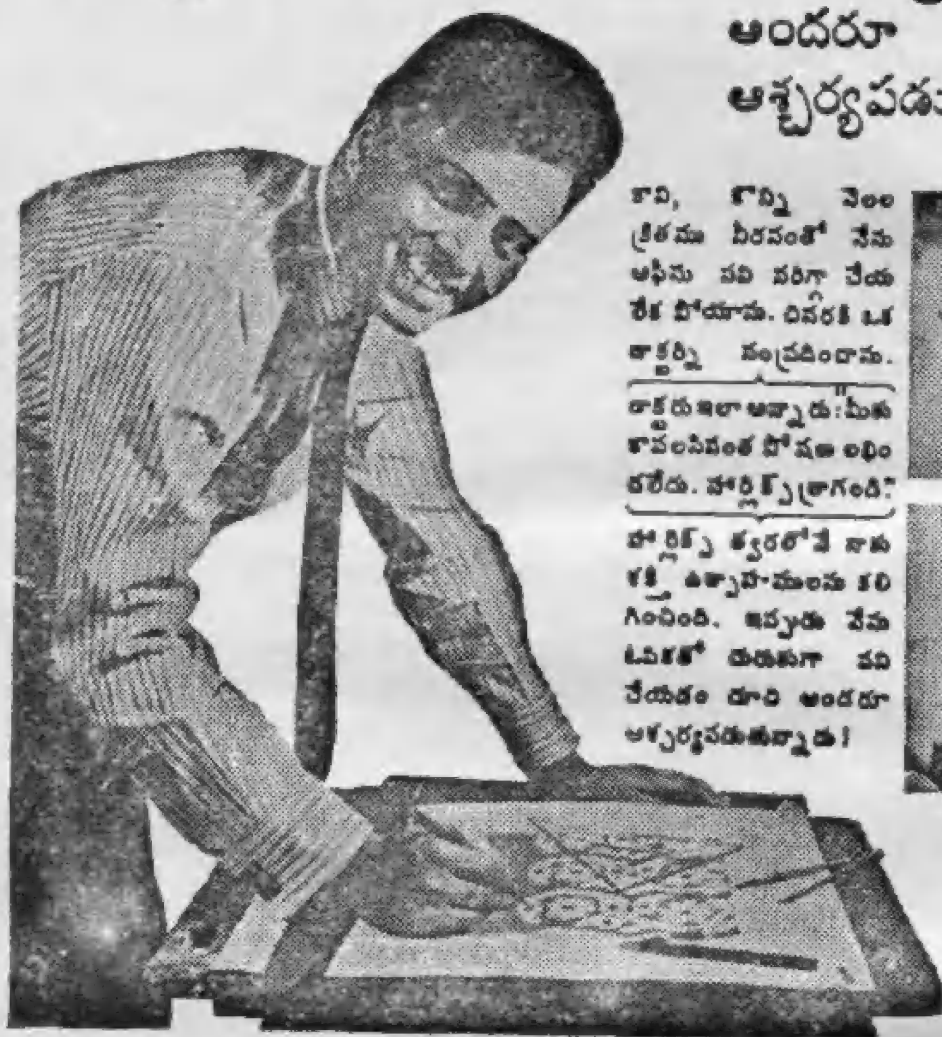 అందరూ
ఆశ్చర్యపడు
కాని, కొన్ని నెలల
క్రితము నీరసంతో నేను
ఆఫీసు పని సరిగ్గా చేయ
లేక పోయాను. చివరకి ఒక
డాక్టర్ని సంప్రదించాను.
డాక్టరు ఇలా అన్నాడు: "మీకు
కావలసినంత పోషణ లభిం
చలేదు. హార్లిక్స్ త్రాగండి."
హార్లిక్స్ త్వరలోనే నాకు
శక్తి ఉత్సాహములను కలి
గించింది. ఇప్పుడు నేను
ఓపికతో చురుకుగా పని
చేయడం చూచి అందరూ
ఆశ్చర్యపడుతున్నారు!